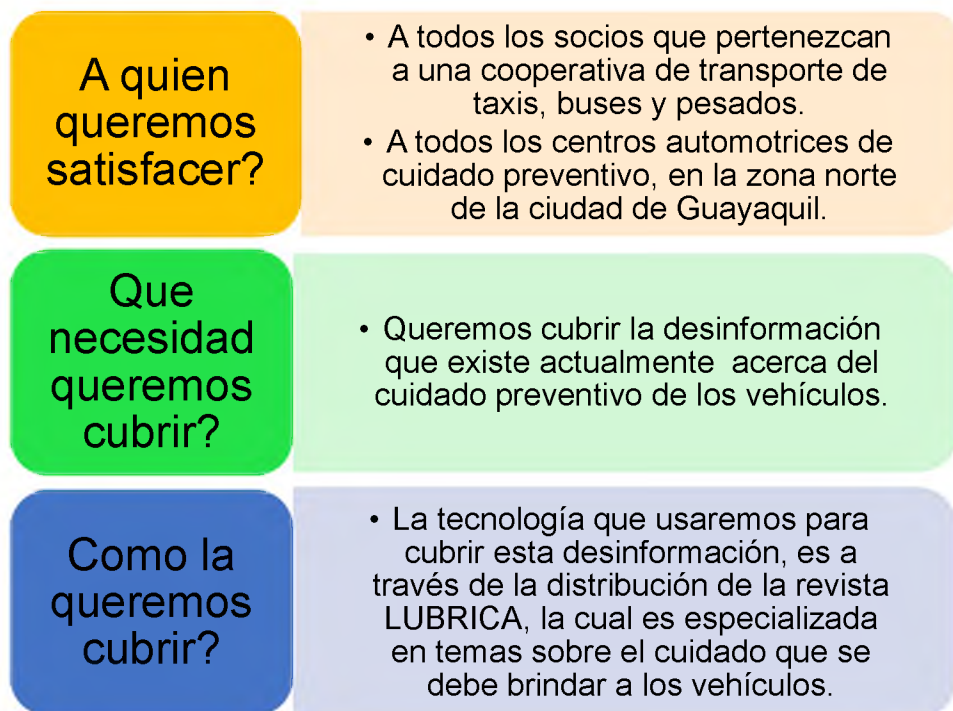 A quien
queremos
satisfacer?
• A todos los socios que pertenezcan
a una cooperativa de transporte de
taxis, buses y pesados.
• A todos los centros automotrices de
cuidado preventivo, en la zona norte
de la ciudad de Guayaquil.
Que
necesidad
queremos
cubrir?
• Queremos cubrir la desinformación
que existe actualmente acerca del
cuidado preventivo de los vehículos.
Como la
queremos
cubrir?
• La tecnología que usaremos para
cubrir esta desinformación, es a
través de la distribución de la revista
LUBRICA, la cual es especializada
en temas sobre el cuidado que se
debe brindar a los vehículos.